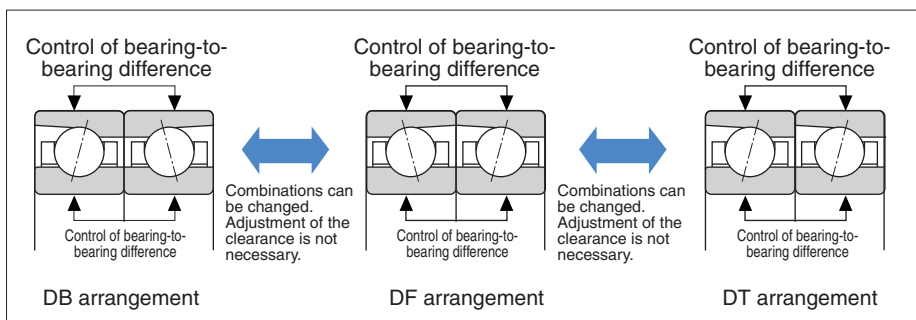 Control of bearing-to-
bearing difference
Control of bearing-to-
bearing difference
DB arrangement
Combinations can
be changed.
Adjustment of the
clearance is not
necessary.
Control of bearing-to-
bearing difference
Control of bearing-to-
bearing difference
DF arrangement
Combinations can
be changed.
Adjustment of the
clearance is not
necessary.
Control of bearing-to-
bearing difference
Control of bearing-to-
bearing difference
DT arrangement